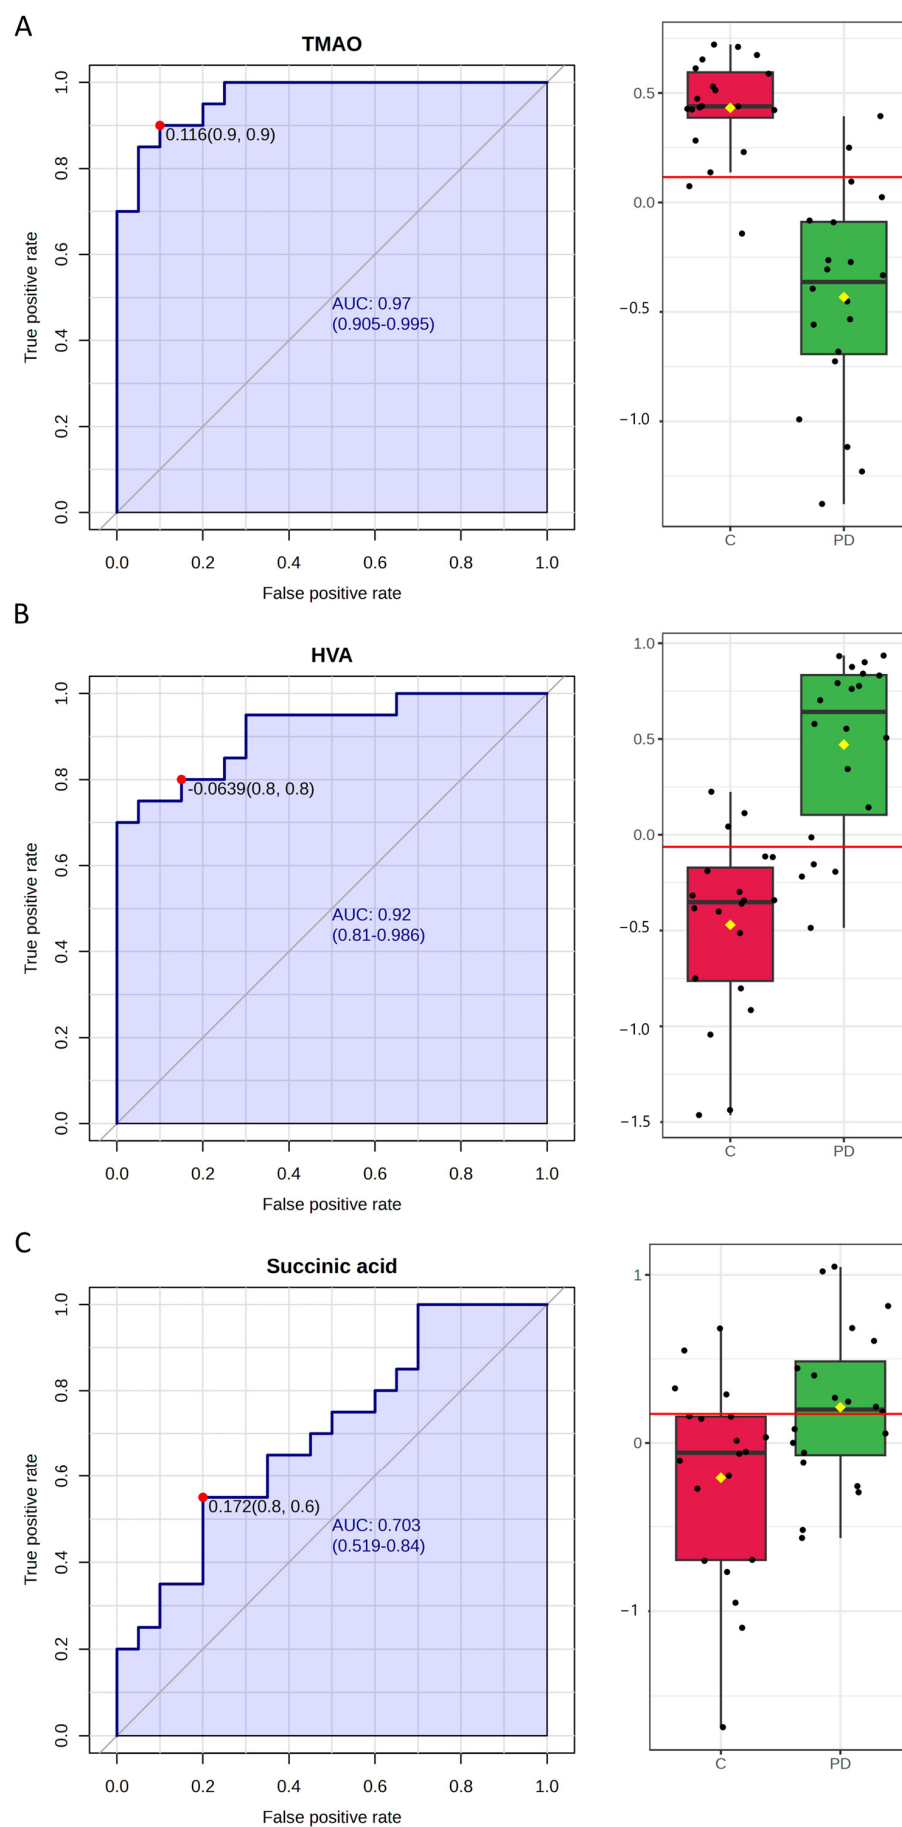 A
TMAO
True positive rate
1.0
0.8
0.6
0.4
0.2
0.0
0.116(0.9, 0.9)
AUC: 0.97
(0.905-0.995)
0.0 0.2 0.4 0.6 0.8 1.0
False positive rate
0.5
0.0
−0.5
−1.0
C PD
B
HVA
True positive rate
1.0
0.8
0.6
0.4
0.2
0.0
-0.0639(0.8, 0.8)
AUC: 0.92
(0.81-0.986)
0.0 0.2 0.4 0.6 0.8 1.0
False positive rate
1.0
0.5
0.0
−0.5
−1.0
−1.5
C PD
C
Succinic acid
True positive rate
1.0
0.8
0.6
0.4
0.2
0.0
0.172(0.8, 0.6)
AUC: 0.703
(0.519-0.84)
0.0 0.2 0.4 0.6 0.8 1.0
False positive rate
1
0
−1
C PD